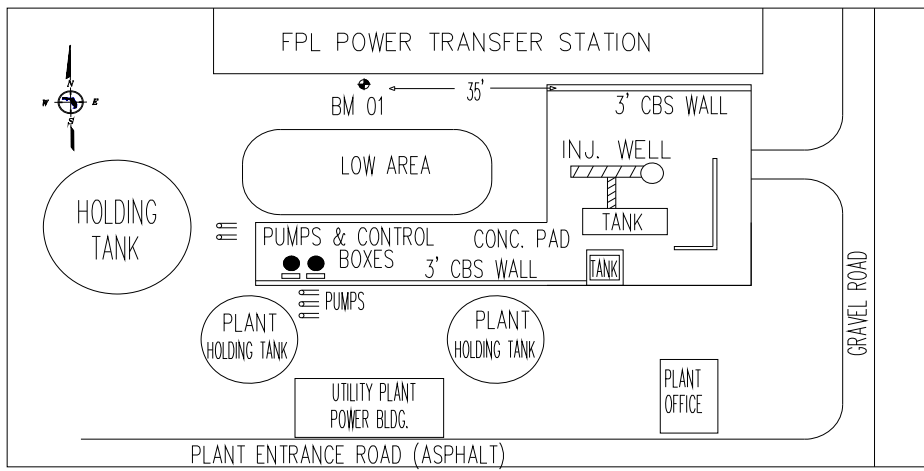 FPL POWER TRANSFER STATION
N
W
E
S
BM 01
35'
3' CBS WALL
LOW AREA
INJ. WELL
HOLDING
TANK
TANK
PUMPS & CONTROL
BOXES
CONC. PAD
3' CBS WALL
TANK
PUMPS
PLANT
HOLDING TANK
PLANT
HOLDING TANK
GRAVEL ROAD
UTILITY PLANT
POWER BLDG.
PLANT
OFFICE
PLANT ENTRANCE ROAD (ASPHALT)